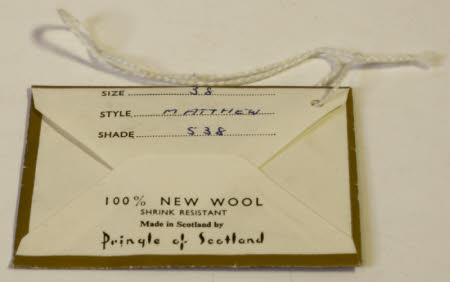 SIZE 38
STYLE MATTHEW
SHADE 538
100% NEW WOOL
SHRINK RESISTANT
Made in Scotland by
Pringle of Scotland